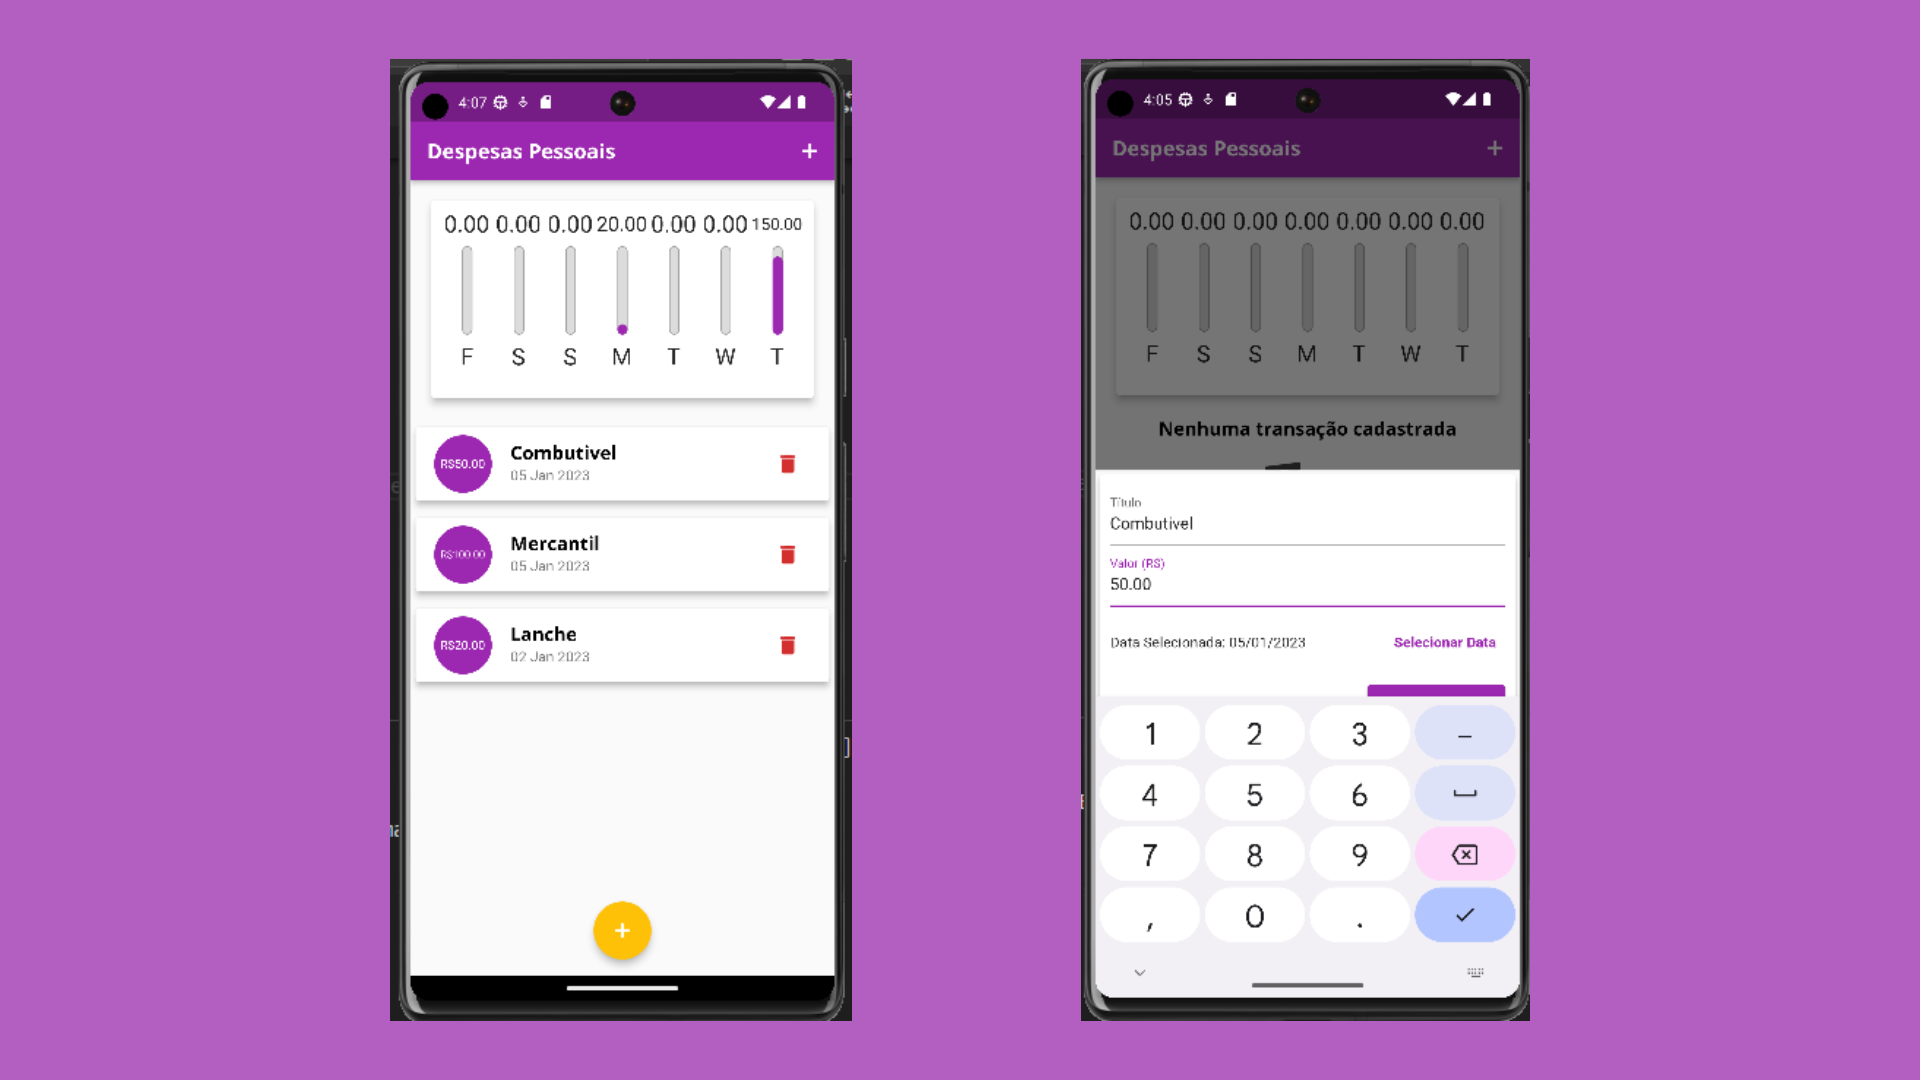 4:07
Despesas Pessoais +
0.00 0.00 0.00 20.00 0.00 0.00 150.00
F S S M T W T
R$50.00
Combutivel
05 Jan 2023
R$100.00
Mercantil
05 Jan 2023
R$20.00
Lanche
02 Jan 2023
+
4:05
Despesas Pessoais +
0.00 0.00 0.00 0.00 0.00 0.00 0.00
F S S M T W T
Nenhuma transação cadastrada
Título
Combutivel
Valor (R$)
50.00
Data Selecionada: 05/01/2023 Selecionar Data
1 2 3 –
4 5 6
7 8 9
, 0 .